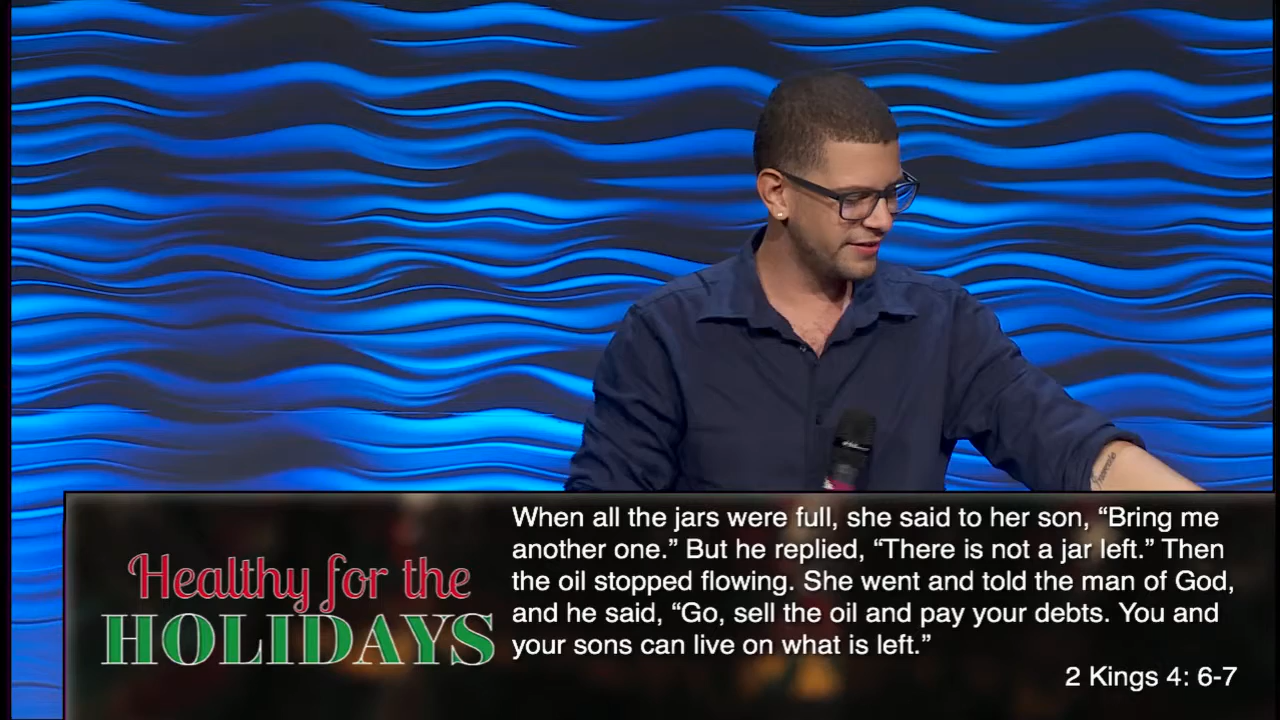 Healthy for the
HOLIDAYS
When all the jars were full, she said to her son, “Bring me
another one.” But he replied, “There is not a jar left.” Then
the oil stopped flowing. She went and told the man of God,
and he said, “Go, sell the oil and pay your debts. You and
your sons can live on what is left.”
2 Kings 4: 6-7